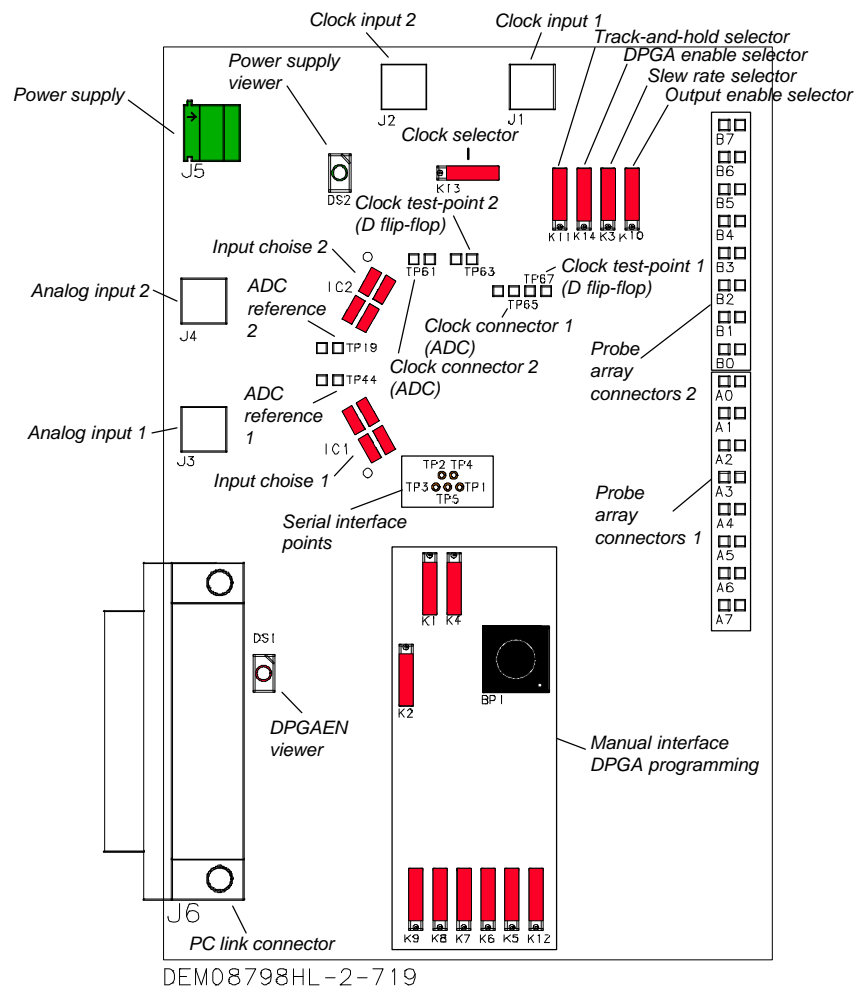 Clock input 2
Clock input 1
Track-and-hold selector
DPGA enable selector
Slew rate selector
Output enable selector
Power supply
viewer
Power supply
J5
J2
J1
Clock selector
K13
DS2
Clock test-point 2
(D flip-flop)
K11
K14
K3
K10
B7
B6
B5
B4
B3
B2
B1
B0
Input choise 2
IC2
TP61
TP63
TP67
Clock test-point 1
(D flip-flop)
TP65
Analog input 2
J4
ADC
reference
2
TP19
Clock connector 1
(ADC)
Clock connector 2
(ADC)
Probe
array
connectors 2
TP44
ADC
reference
1
Analog input 1
J3
IC1
Input choise 1
A0
A1
A2
A3
A4
A5
A6
A7
TP2
TP4
TP3
TP1
TP5
Serial interface
points
Probe
array
connectors 1
K1
K4
K2
BP1
DS1
DPGAEN
viewer
Manual interface
DPGA programming
K9
K8
K7
K6
K5
K12
J6
PC link connector
DEM08798HL-2-719